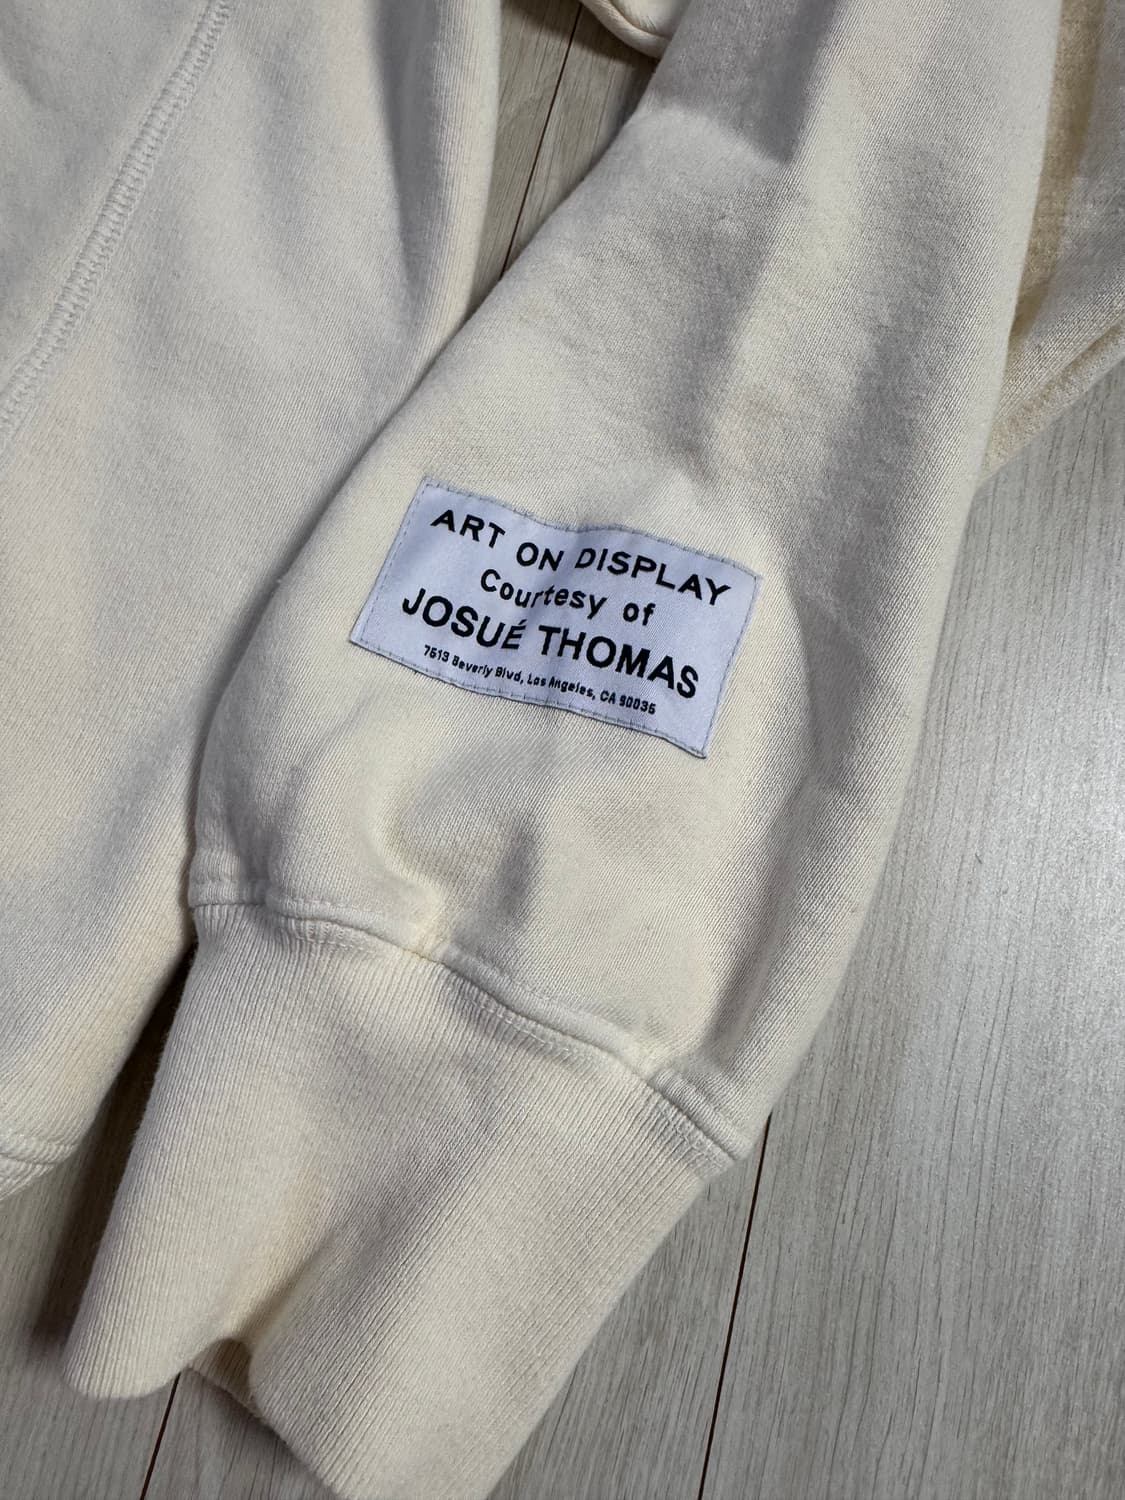 ART ON DISPLAY
Courtesy of
JOSUÉ THOMAS
7513 Beverly Blvd, Los Angeles, CA 90036